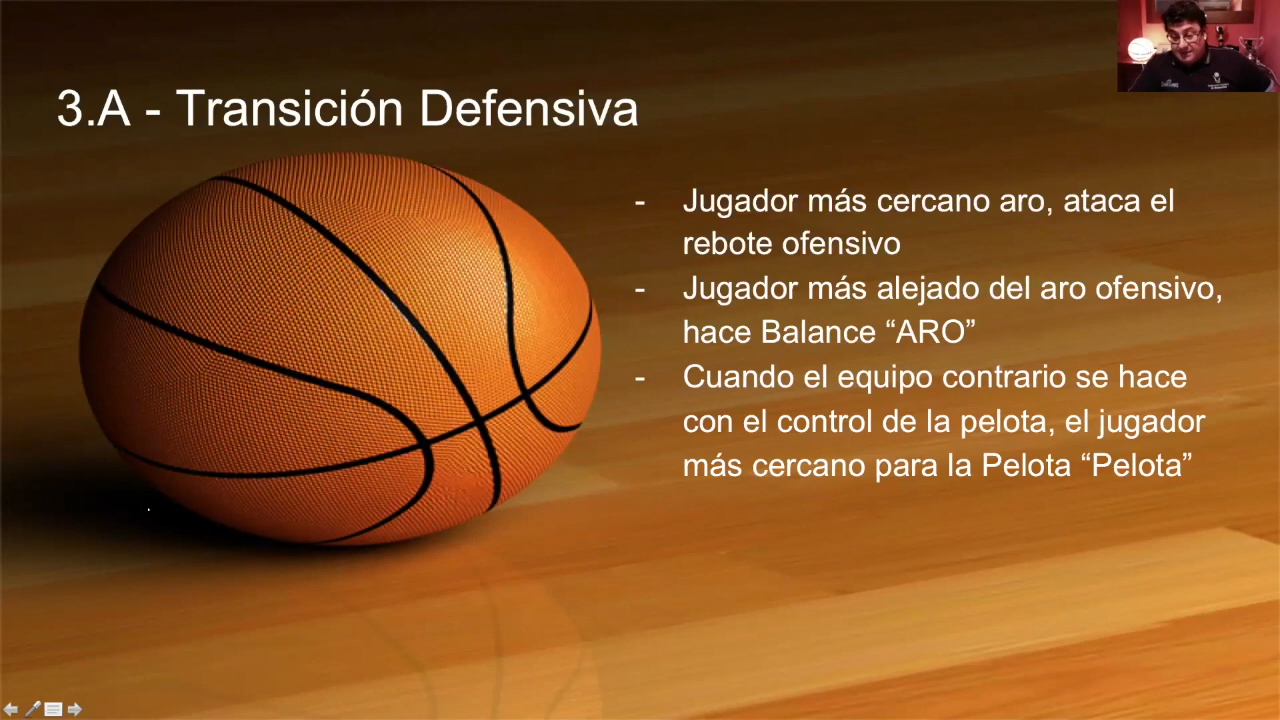 3.A - Transición Defensiva
- Jugador más cercano aro, ataca el
rebote ofensivo
- Jugador más alejado del aro ofensivo,
hace Balance “ARO”
- Cuando el equipo contrario se hace
con el control de la pelota, el jugador
más cercano para la Pelota “Pelota”